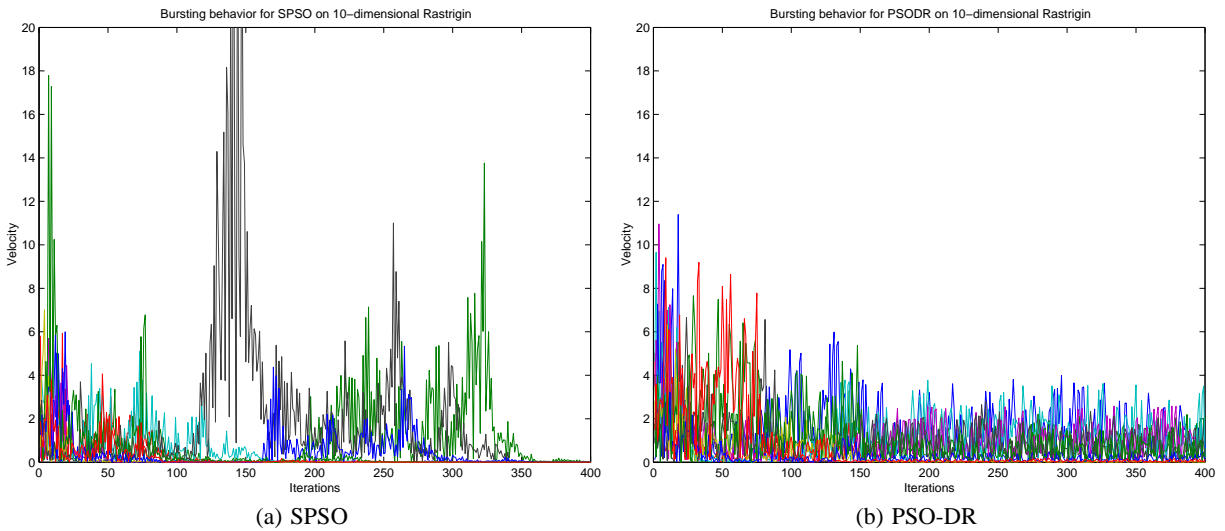 Bursting behavior for SPSO on 10−dimensional Rastrigin
20
18
16
14
12
10
8
6
4
2
0
Velocity
0 50 100 150 200 250 300 350 400
Iterations
(a) SPSO
Bursting behavior for PSODR on 10−dimensional Rastrigin
20
18
16
14
12
10
8
6
4
2
0
Velocity
0 50 100 150 200 250 300 350 400
Iterations
(b) PSO-DR